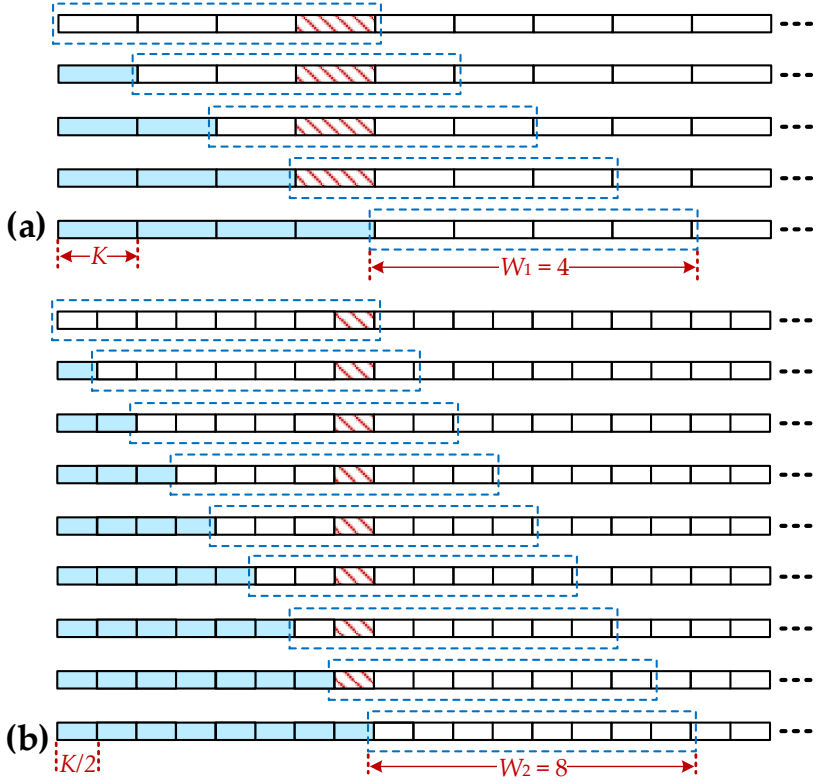 (a)
K
W₁ = 4
(b)
K/2
W₂ = 8